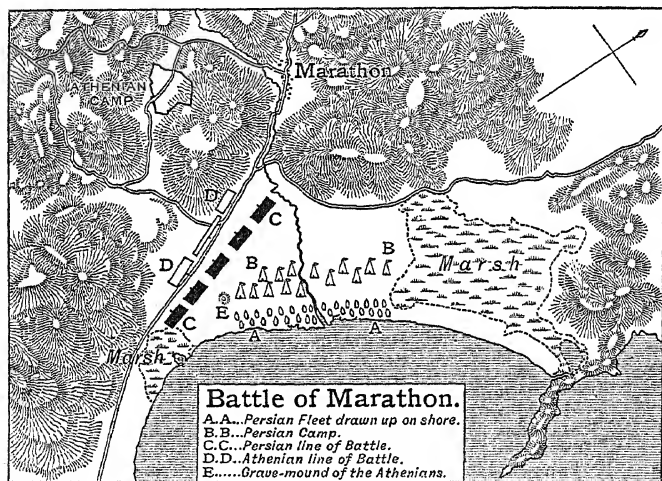 Marathon
ATHENIAN
CAMP
D
C
D
B
B
Marsh
E
C
A
A
Marsh
Battle of Marathon.
A.A...Persian Fleet drawn up on shore.
B.B...Persian Camp.
C.C...Persian line of Battle.
D.D...Athenian line of Battle.
E......Grave-mound of the Athenians.